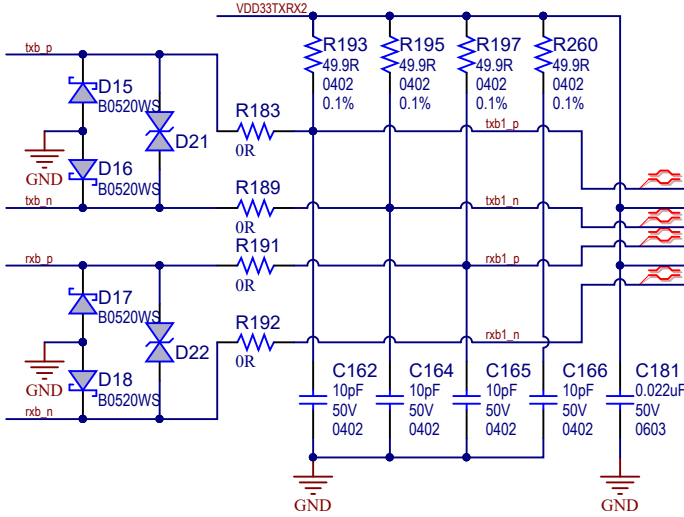 VDD33TXRX2
txb_p
D15
B0520WS
GND
D16
B0520WS
txb_n
D21
R183
0R
R189
0R
R193
49.9R
0402
0.1%
R195
49.9R
0402
0.1%
R197
49.9R
0402
0.1%
R260
49.9R
0402
0.1%
txb1_p
txb1_n
rxb1_p
rxb1_n
rxb_p
D17
B0520WS
GND
D18
B0520WS
rxb_n
D22
R191
0R
R192
0R
C162
10pF
50V
0402
C164
10pF
50V
0402
C165
10pF
50V
0402
C166
10pF
50V
0402
C181
0.022uF
50V
0603
GND
GND